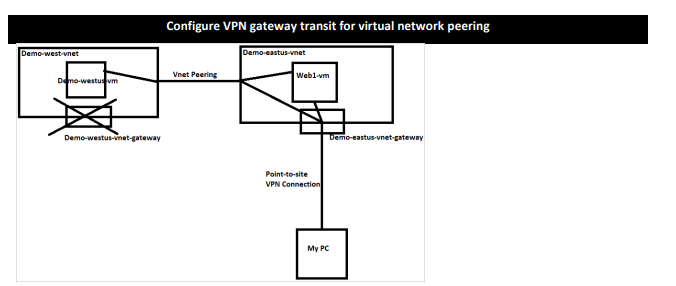 Configure VPN gateway transit for virtual network peering
Demo-west-vnet
Demo-westus-vm
Demo-westus-vnet-gateway
Vnet Peering
Demo-eastus-vnet
Web1-vm
Demo-eastus-vnet-gateway
Point-to-site
VPN Connection
My PC